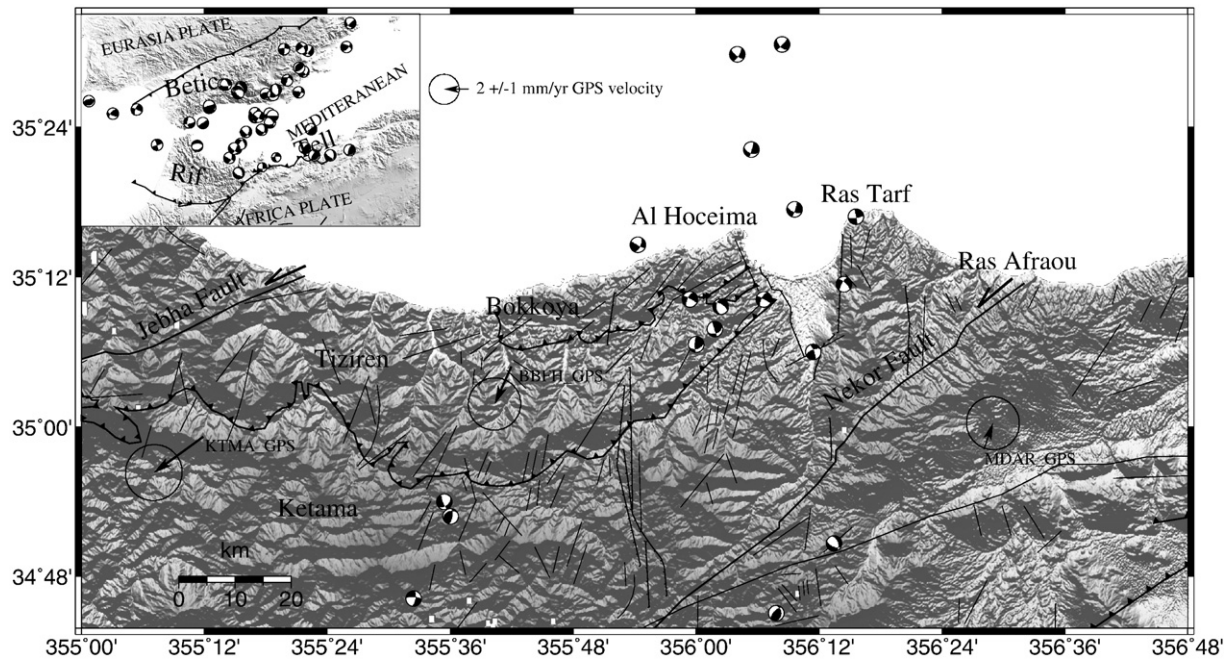 EURASIA PLATE
Betic
MEDITERANEAN
Tell
Rif
AFRICA PLATE
2 +/-1 mm/yr GPS velocity
35°24'
35°12'
35°00'
34°48'
Ras Tarf
Al Hoceima
Ras Afraou
Jebha Fault
Bokkoya
Tiziren
BBFH_GPS
Nekor Fault
KTMA_GPS
MDAR_GPS
Ketama
km
0 10 20
355°00' 355°12' 355°24' 355°36' 355°48' 356°00' 356°12' 356°24' 356°36' 356°48'